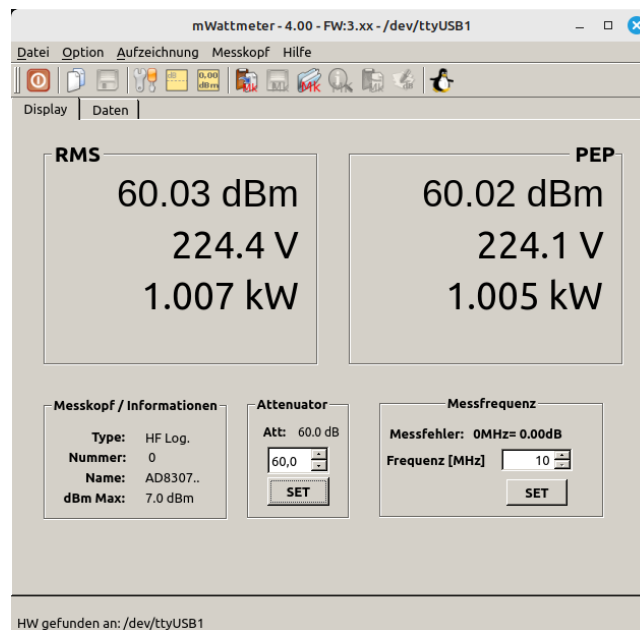 mWattmeter - 4.00 - FW:3.xx - /dev/ttyUSB1
Datei Option Aufzeichnung Messkopf Hilfe
0.00
dBm
MK MK MK
Display Daten
RMS
60.03 dBm
224.4 V
1.007 kW
PEP
60.02 dBm
224.1 V
1.005 kW
Messkopf / Informationen
Type: HF Log.
Nummer: 0
Name: AD8307..
dBm Max: 7.0 dBm
Attenuator
Att: 60.0 dB
60,0
SET
Messfrequenz
Messfehler: 0MHz= 0.00dB
Frequenz [MHz] 10
SET
HW gefunden an: /dev/ttyUSB1